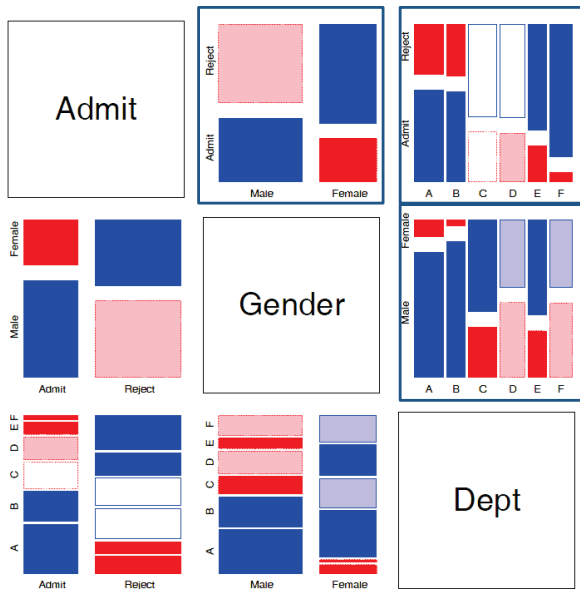 Admit
Reject
Admit
Male Female
Reject
Admit
A B C D E F
Female
Male
Admit Reject
Gender
Female
Male
A B C D E F
F
E
D
C
B
A
Admit Reject
F
E
D
C
B
A
Male Female
Dept